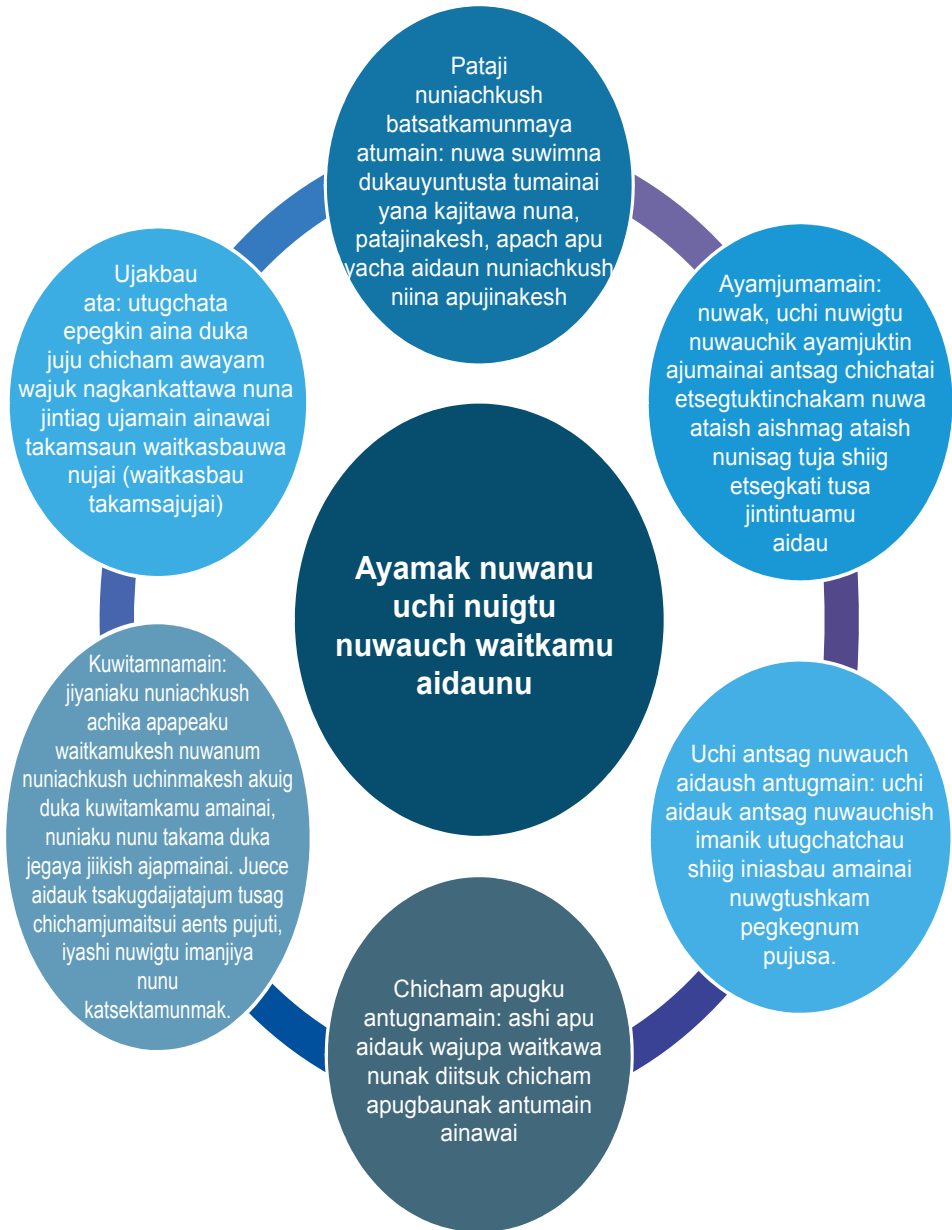 Pataji
nuniachkush
batsatkamunmaya
atumain: nuwa suwimna
dukauyuntusta tumainai
yana kajitawa nuna,
patajinakesh, apach apu
yacha aidaun nuniachkush
niina apujinakesh
Ayamjumamain:
nuwak, uchi nuwigtu
nuwauchik ayamjuktin
ajumainai antsag chichatai
etsegtuktinchakam nuwa
ataish aishmag ataish
nunisag tuja shiig
etsegkati tusa
jintintuamu
aidau
Uchi antsag nuwauch
aidaush antugmain: uchi
aidauk antsag nuwauchish
imanik utugchatchau
shiig iniasbau amainai
nuwgtushkam
pegkegnum
pujusa.
Chicham apugku
antugnamain: ashi apu
aidauk wajupa waitkawa
nunak diitsuk chicham
apugbaunak antumain
ainawai
Kuwitamnamain:
jiyaniaku nuniachkush
achika apapeaku
waitkamukesh nuwanum
nuniachkush uchinmakesh akuig
duka kuwitamkamu amainai,
nuniaku nunu takama duka
jegaya jiikish ajapmainai. Juece
aidauk tsakugdaijatajum tusag
chichamjumaitsui aents pujuti,
iyashi nuwigtu imanjiya
nunu
katsektamunmak.
Ujakbau
ata: utugchata
epegkin aina duka
juju chicham awayam
wajuk nagkankattawa nuna
jintiag ujamain ainawai
takamsaun waitkasbauwa
nujai (waitkasbau
takamsajujai)
Ayamak nuwanu
uchi nuigtu
nuwauch waitkamu
aidaunu